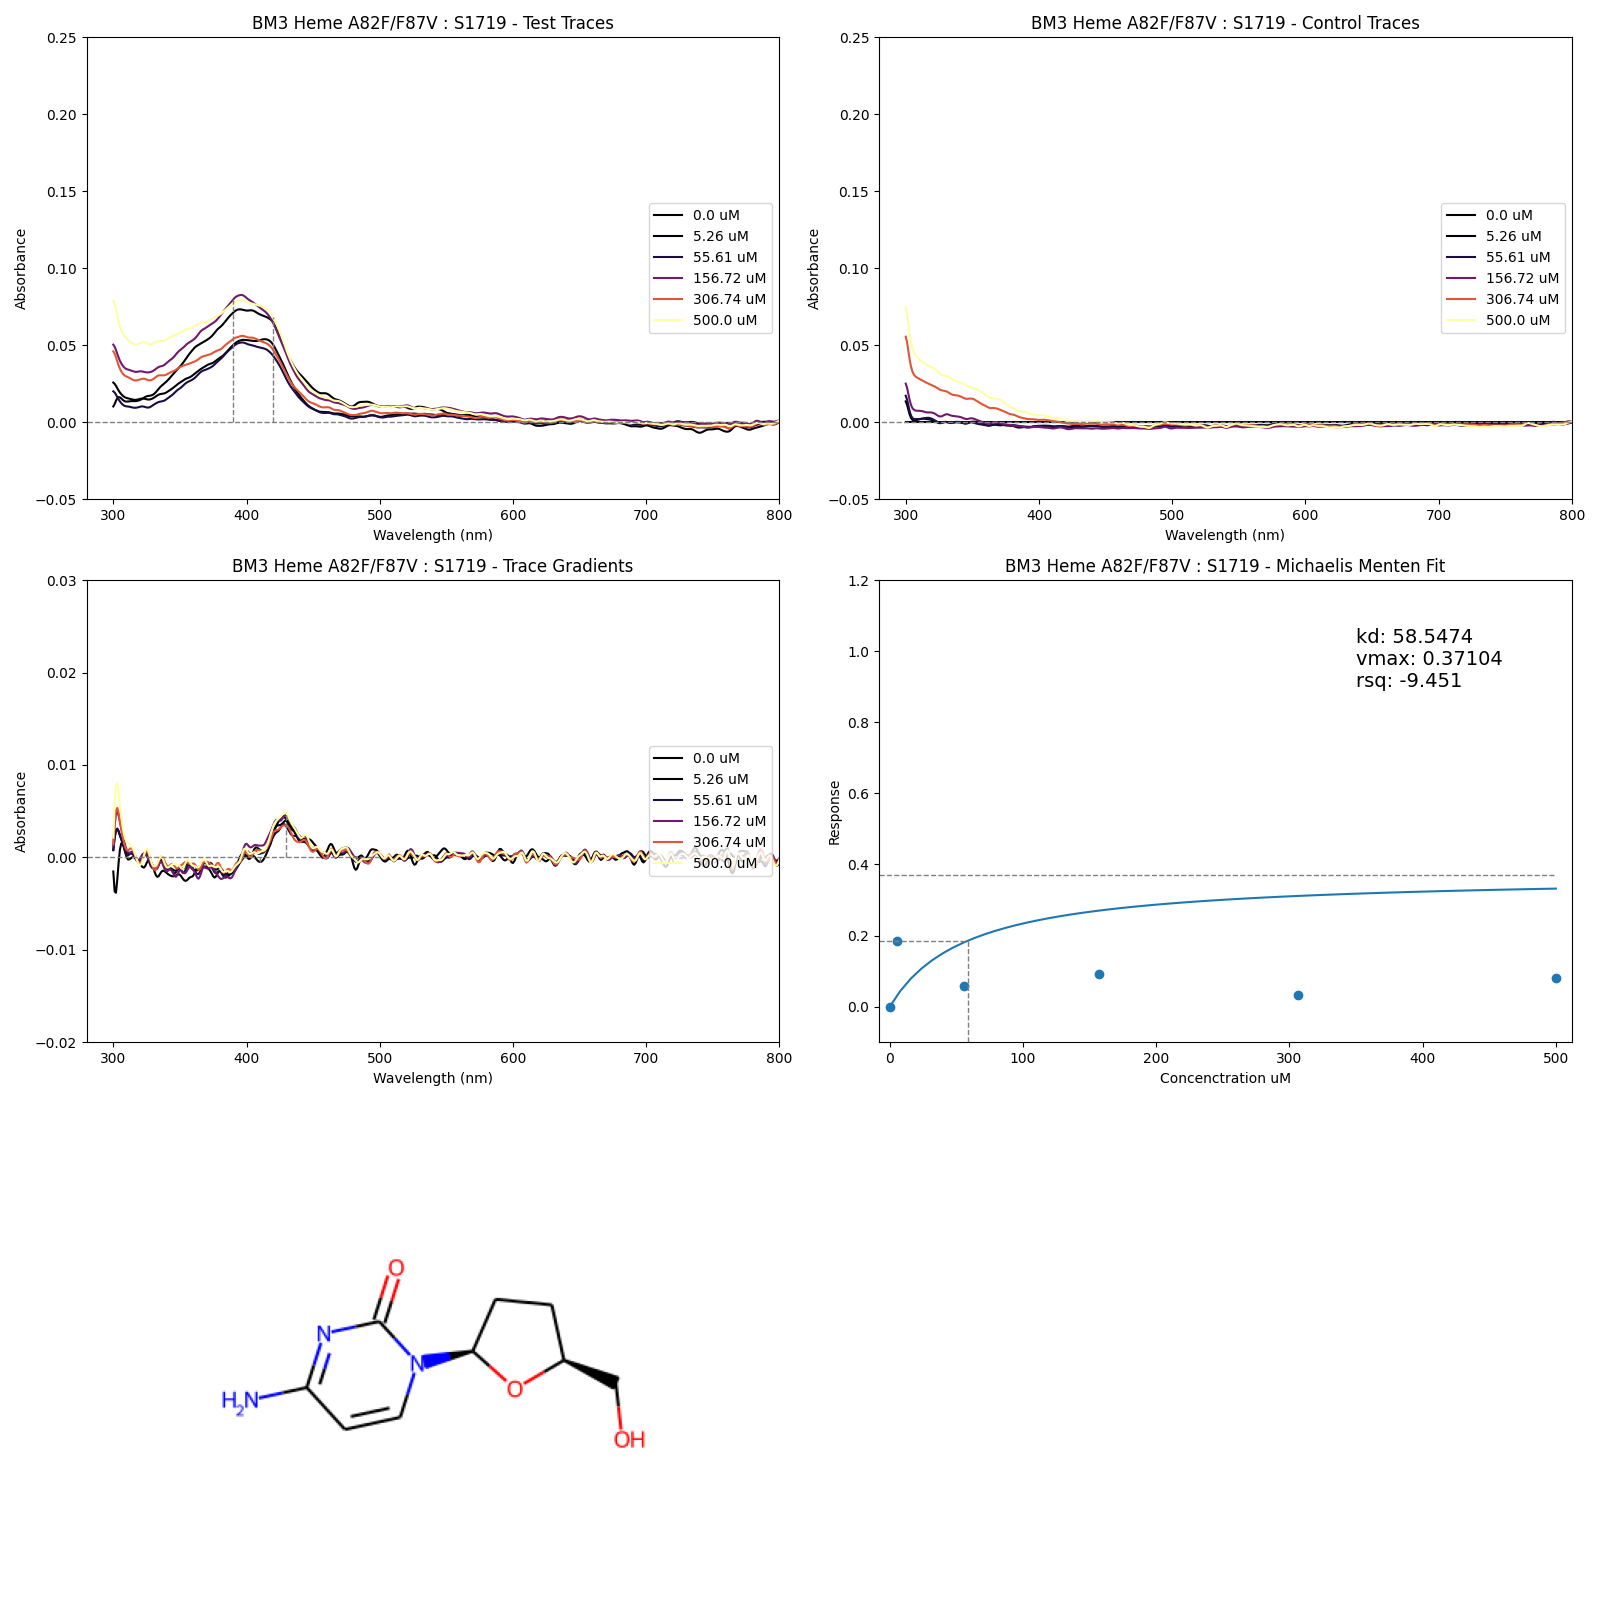 BM3 Heme A82F/F87V : S1719 - Test Traces
0.25
0.20
0.15
0.10
0.05
0.00
−0.05
Absorbance
300 400 500 600 700 800
Wavelength (nm)
0.0 uM
5.26 uM
55.61 uM
156.72 uM
306.74 uM
500.0 uM
BM3 Heme A82F/F87V : S1719 - Control Traces
0.25
0.20
0.15
0.10
0.05
0.00
−0.05
Absorbance
300 400 500 600 700 800
Wavelength (nm)
0.0 uM
5.26 uM
55.61 uM
156.72 uM
306.74 uM
500.0 uM
BM3 Heme A82F/F87V : S1719 - Trace Gradients
0.03
0.02
0.01
0.00
−0.01
−0.02
Absorbance
300 400 500 600 700 800
Wavelength (nm)
0.0 uM
5.26 uM
55.61 uM
156.72 uM
306.74 uM
500.0 uM
BM3 Heme A82F/F87V : S1719 - Michaelis Menten Fit
1.2
1.0
0.8
0.6
0.4
0.2
0.0
Response
0 100 200 300 400 500
Concenctration uM
kd: 58.5474
vmax: 0.37104
rsq: -9.451
O
N
N
O
H2N
OH